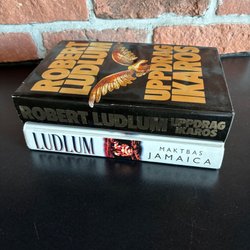 ROBERT
LUDLUM
UPPDRAG
IKAROS
ROBERT LUDLUM UPPDRAG
IKAROS
LUDLUM MAKTBAS
JAMAICA